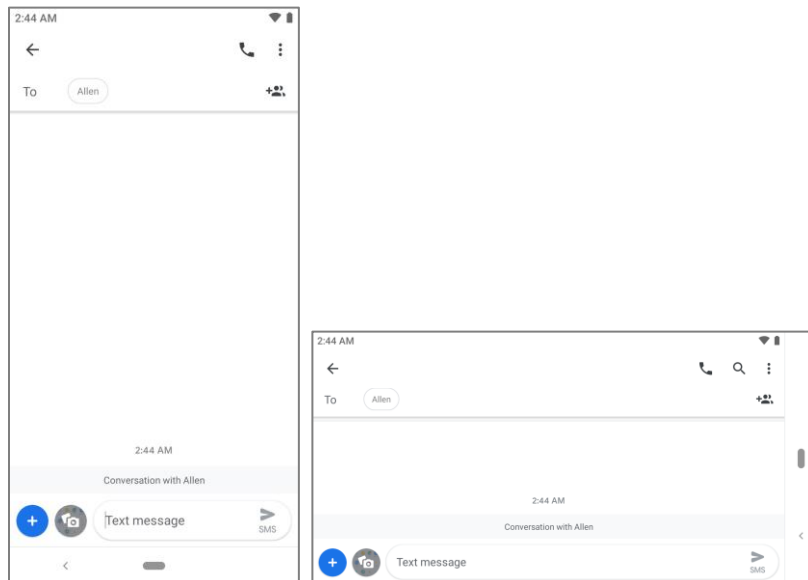 2:44 AM
To Allen
2:44 AM
Conversation with Allen
Text message
SMS
2:44 AM
To Allen
2:44 AM
Conversation with Allen
Text message
SMS